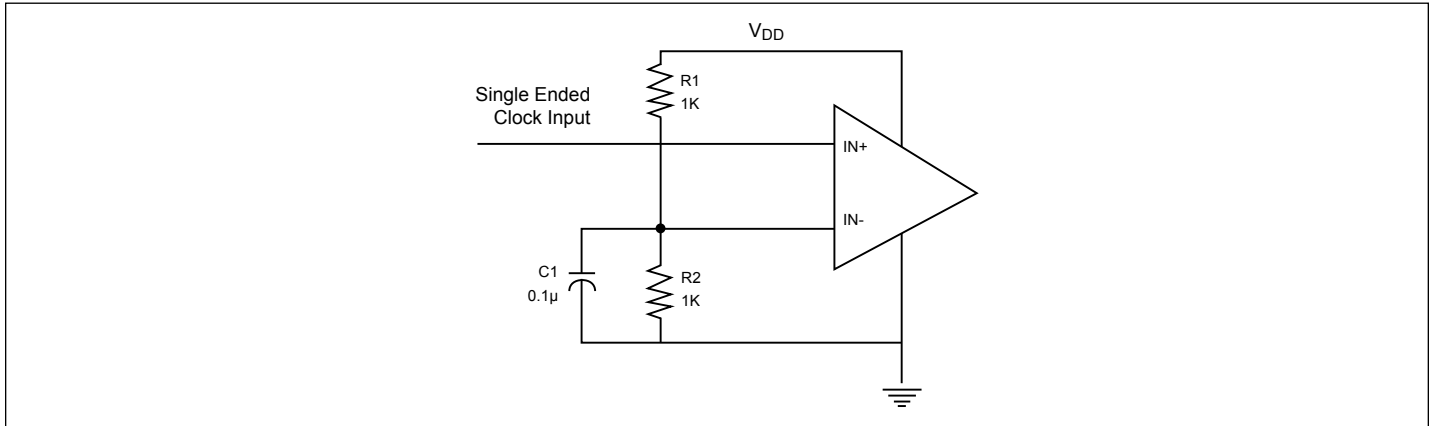 VDD
R1
1K
Single Ended
Clock Input
IN+
IN-
C1
0.1µ
R2
1K